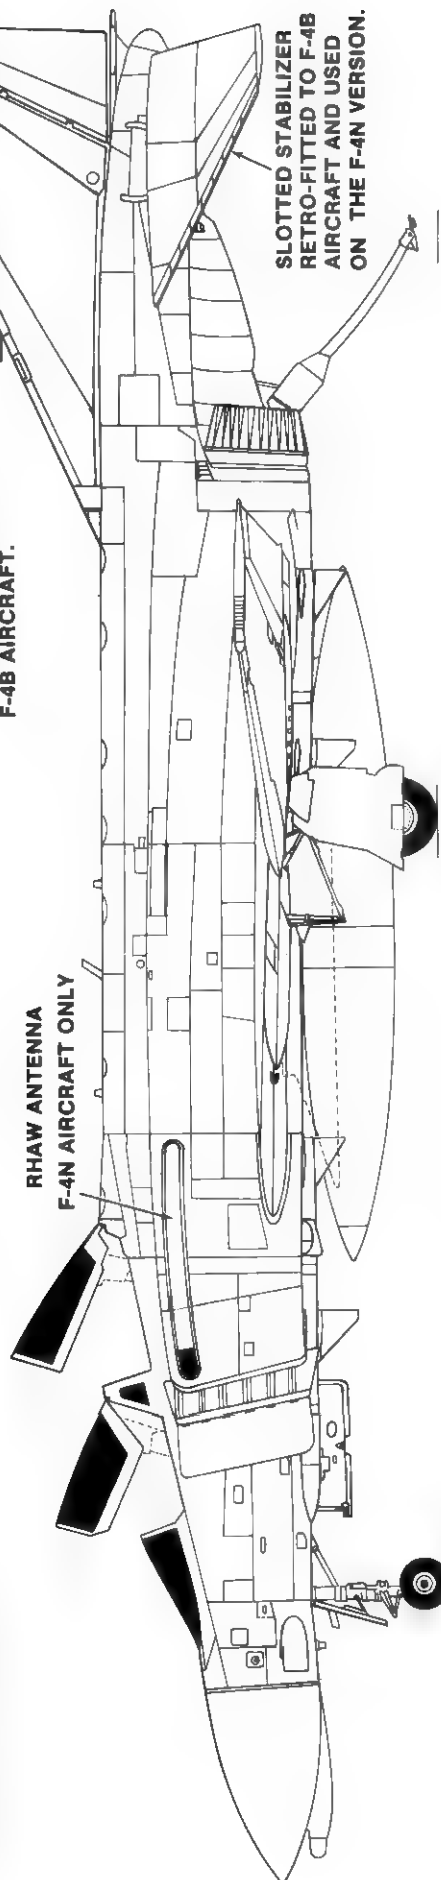 F-4B AIRCRAFT.
RHAW ANTENNA
F-4N AIRCRAFT ONLY
SLOTTED STABILIZER
RETRO-FITTED TO F-4B
AIRCRAFT AND USED
ON THE F-4N VERSION.